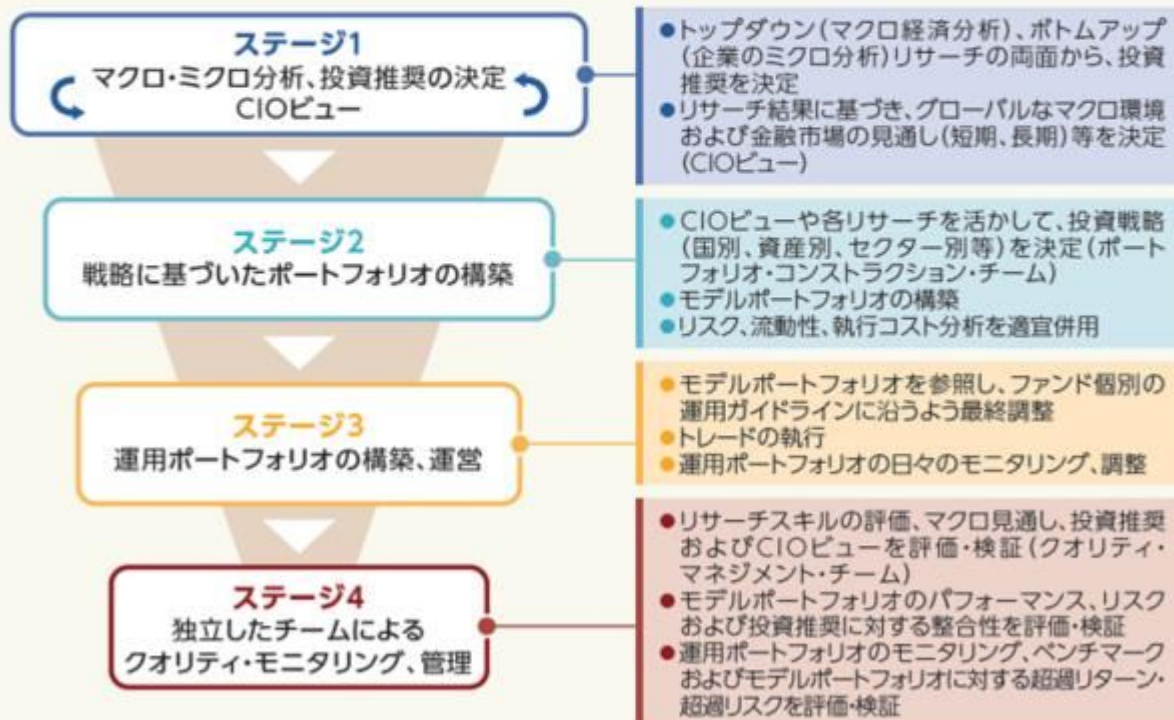 ステージ1
マクロ・ミクロ分析、投資推奨の決定
CIOビュー
●トップダウン(マクロ経済分析)、ボトムアップ
(企業のミクロ分析)リサーチの両面から、投資
推奨を決定
●リサーチ結果に基づき、グローバルなマクロ環境
および金融市場の見通し(短期、長期)等を決定
(CIOビュー)
ステージ2
戦略に基づいたポートフォリオの構築
●CIOビューや各リサーチを活かして、投資戦略
(国別、資産別、セクター別等)を決定(ポート
フォリオ・コンストラクション・チーム)
●モデルポートフォリオの構築
●リスク、流動性、執行コスト分析を適宜併用
ステージ3
運用ポートフォリオの構築、運営
●モデルポートフォリオを参照し、ファンド個別の
運用ガイドラインに沿うよう最終調整
●トレードの執行
●運用ポートフォリオの日々のモニタリング、調整
ステージ4
独立したチームによる
クオリティ・モニタリング、管理
●リサーチスキルの評価、マクロ見通し、投資推奨
およびCIOビューを評価・検証(クオリティ・
マネジメント・チーム)
●モデルポートフォリオのパフォーマンス、リスク
および投資推奨に対する整合性を評価・検証
●運用ポートフォリオのモニタリング、ベンチマーク
およびモデルポートフォリオに対する超過リターン・
超過リスクを評価・検証